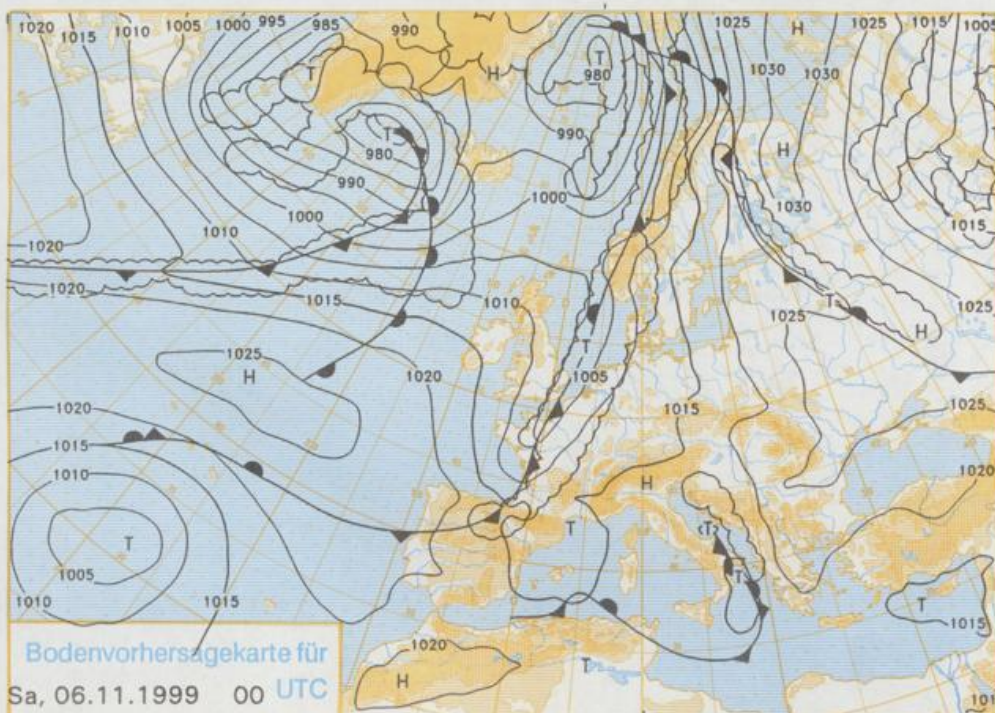 1020 1015 1010 1005 1000 995 985 990 1025 1025 1015 1005
T H T 980 H 1030 1030
T 980 990 990 H
1000 1000 1030
1020 1010 1015
1020 1015 1010 T 1025 1025
1025 H 1020 T 1005 H
1020 1015 1015 1025
1010 H 1020
T T T
1005 T T
1010 1015 1015
1020
H T
Bodenvorhersagekarte für
Sa, 06.11.1999 00 UTC